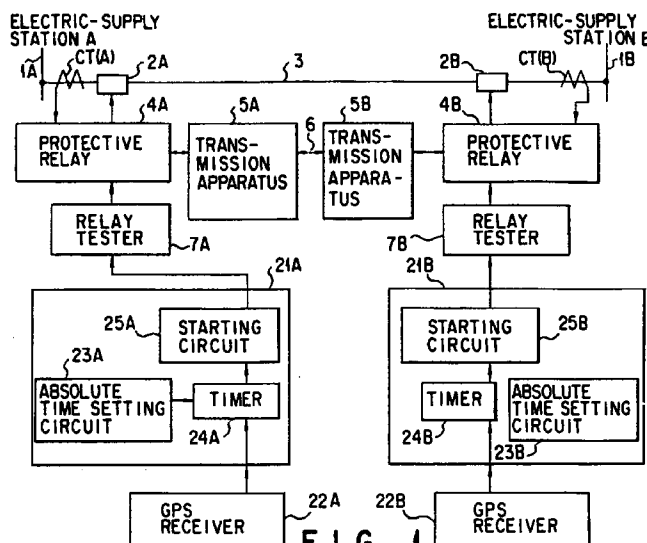 ELECTRIC-SUPPLY
STATION A
ELECTRIC-SUPPLY
STATION B
1A
CT(A)
2A
3
2B
CT(B)
1B
4A
5A
5B
4B
PROTECTIVE
RELAY
TRANS-
MISSION
APPARATUS
6
TRANS-
MISSION
APPARA-
TUS
PROTECTIVE
RELAY
RELAY
TESTER
7A
RELAY
TESTER
7B
21A
21B
25A
STARTING
CIRCUIT
STARTING
CIRCUIT
25B
23A
ABSOLUTE
TIME SETTING
CIRCUIT
TIMER
24A
TIMER
24B
ABSOLUTE
TIME SETTING
CIRCUIT
23B
22A
GPS
RECEIVER
22B
GPS
RECEIVER
FIG. 1